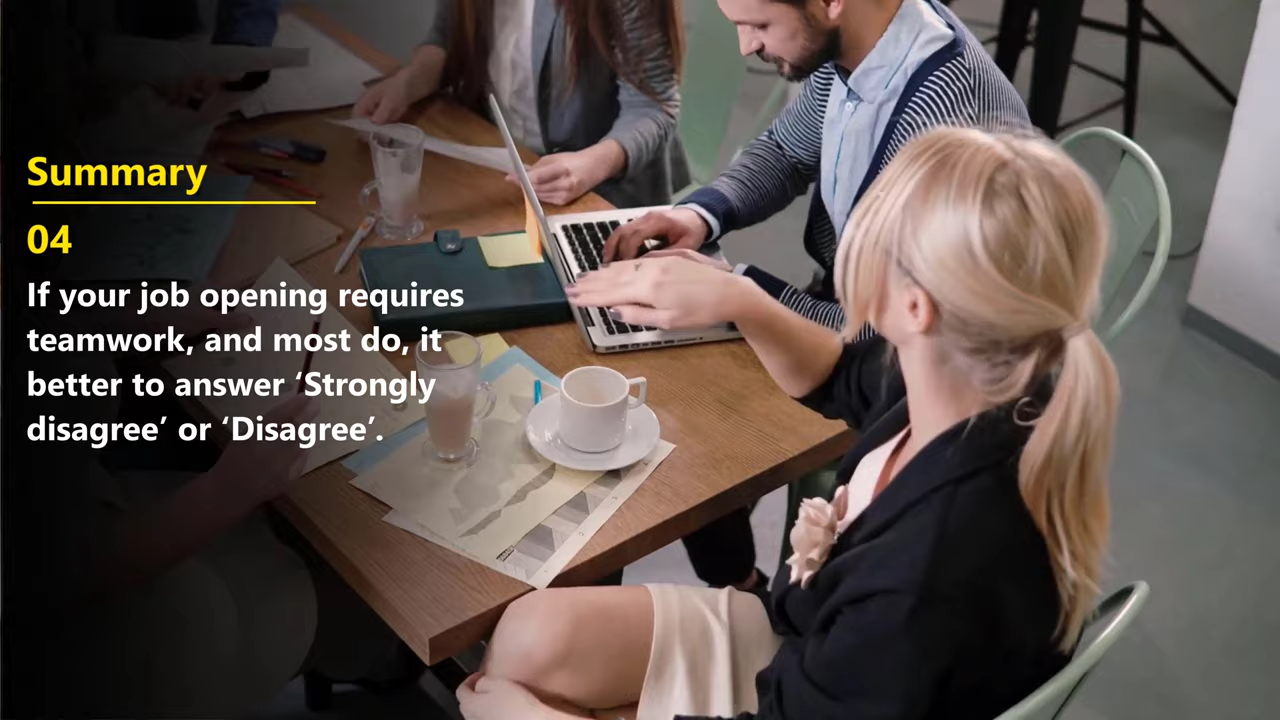 Summary
04
If your job opening requires
teamwork, and most do, it
better to answer ‘Strongly
disagree’ or ‘Disagree’.